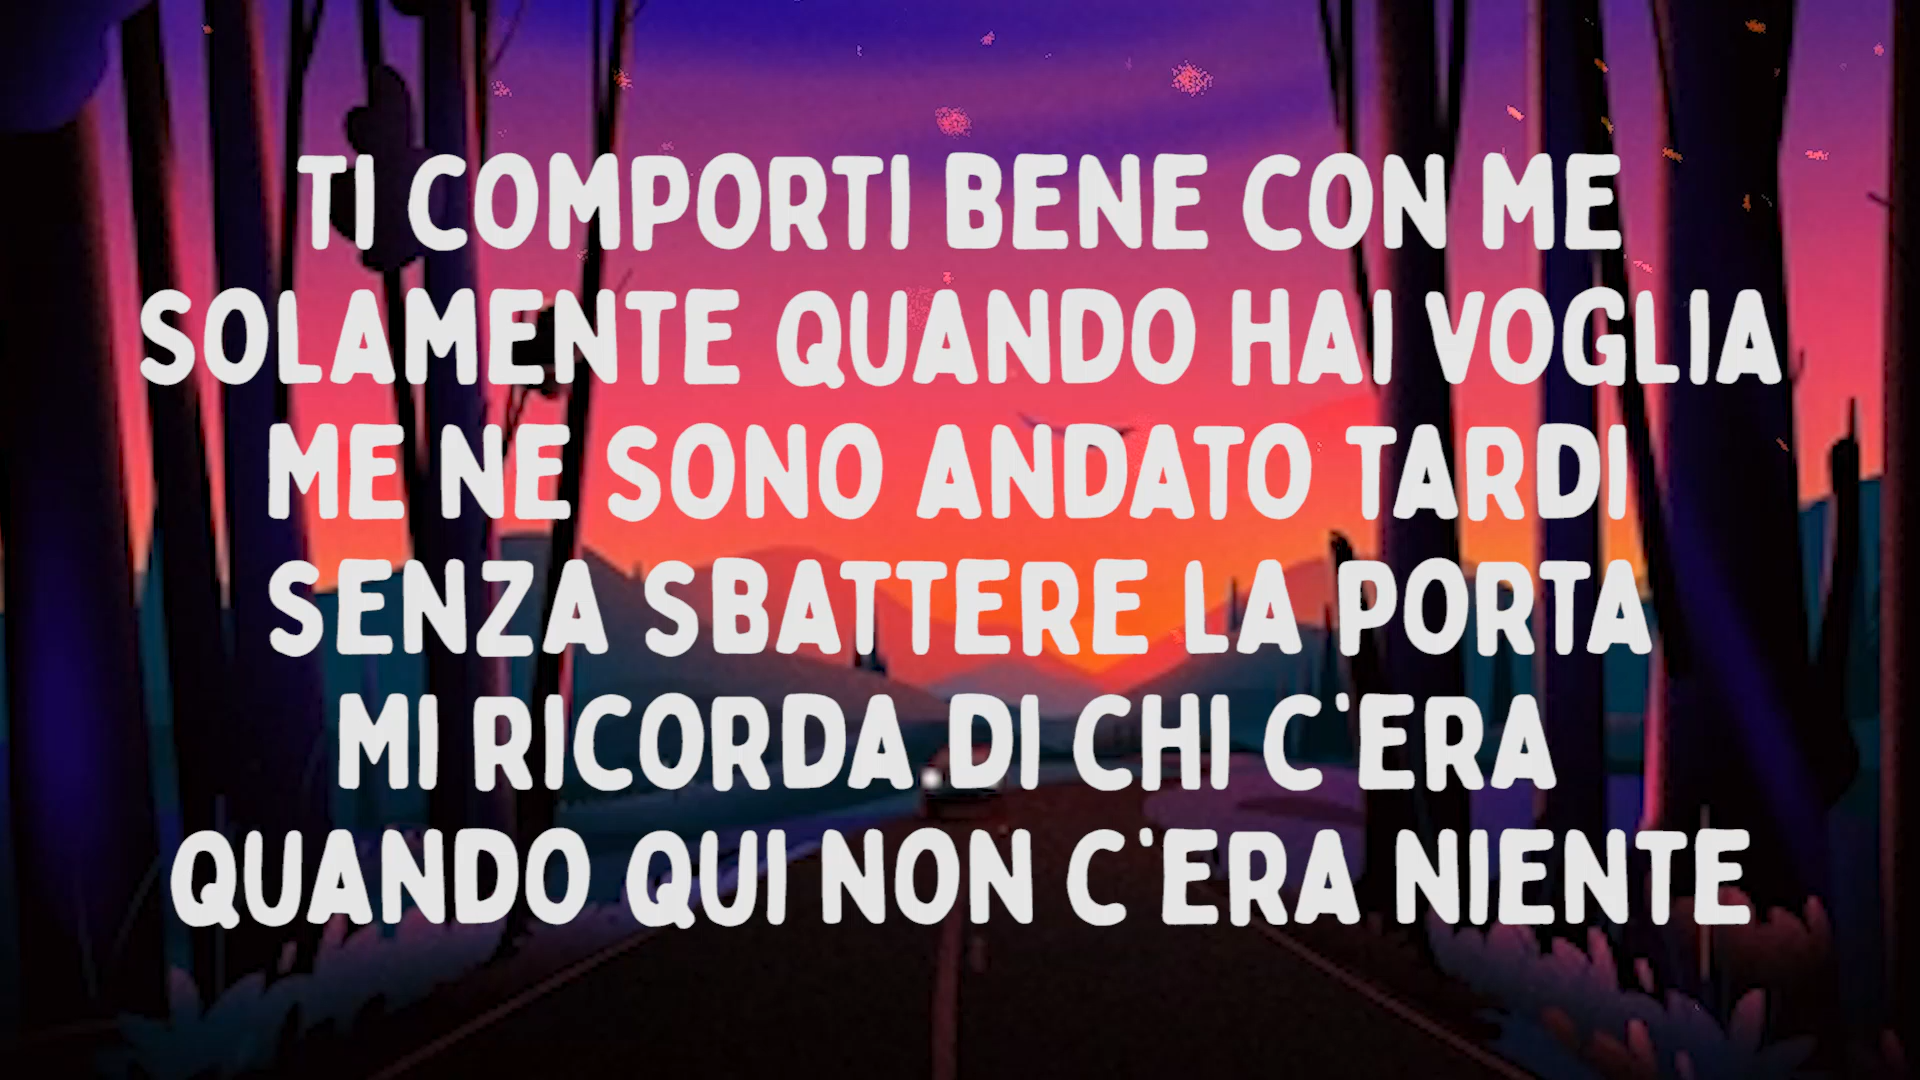 TI COMPORTI BENE CON ME
SOLAMENTE QUANDO HAI VOGLIA
ME NE SONO ANDATO TARDI
SENZA SBATTERE LA PORTA
MI RICORDA DI CHI C'ERA
QUANDO QUI NON C'ERA NIENTE